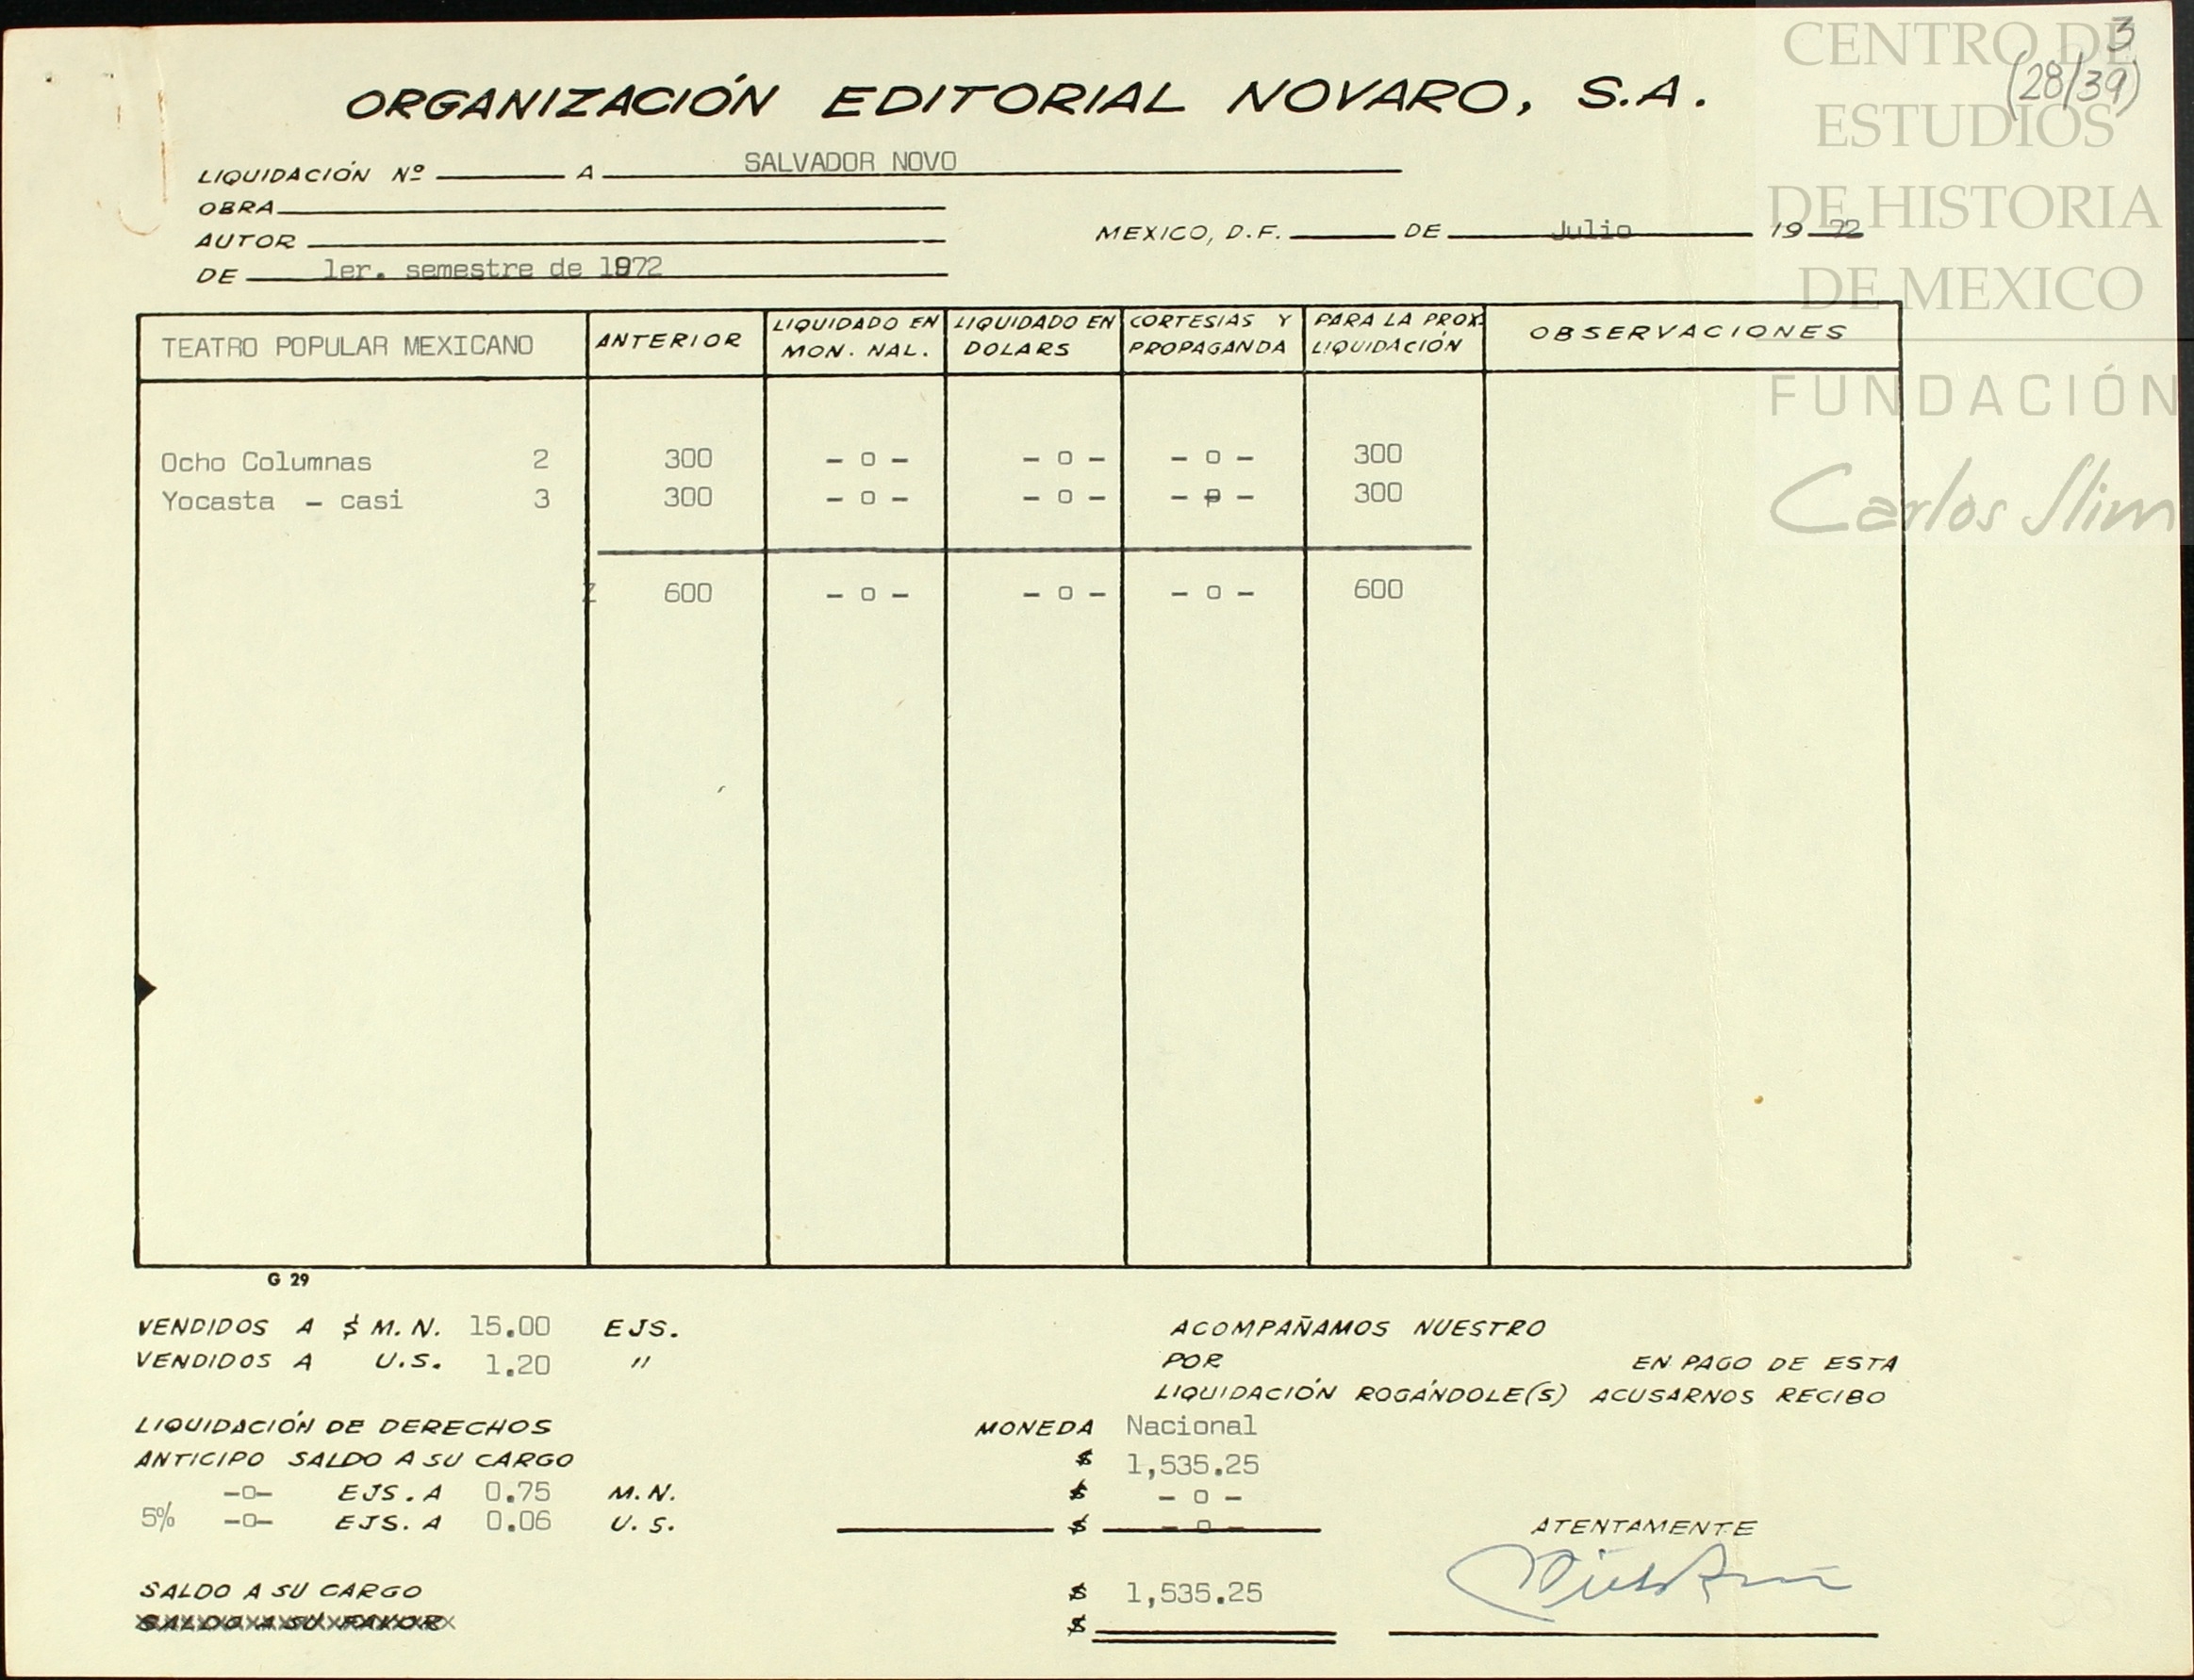 CENTRO DE
ESTUDIOS
DE HISTORIA
DE MEXICO
FUNDACIÓN
Carlos Slim
3
(28/39)
ORGANIZACIÓN EDITORIAL NOVARO, S.A.
LIQUIDACIÓN Nº A SALVADOR NOVO
OBRA
AUTOR
MEXICO, D.F. DE Julio 19 72
DE 1er. semestre de 1972
TEATRO POPULAR MEXICANO ANTERIOR LIQUIDADO EN MON. NAL. LIQUIDADO EN DOLARS CORTESIAS Y PROPAGANDA PARA LA PROX. LIQUIDACIÓN OBSERVACIONES
Ocho Columnas 2 300 - o - - o - - o - 300
Yocasta - casi 3 300 - o - - o - - o - 300
600 - o - - o - - o - 600
G 29
VENDIDOS A $ M.N. 15.00 EJS.
VENDIDOS A U.S. 1.20 "
ACOMPAÑAMOS NUESTRO
POR EN PAGO DE ESTA
LIQUIDACIÓN ROGÁNDOLE(S) ACUSARNOS RECIBO
LIQUIDACIÓN DE DERECHOS MONEDA Nacional
ANTICIPO SALDO A SU CARGO $ 1,535.25
-o- EJS. A 0.75 M.N. $ - o -
5% -o- EJS. A 0.06 U.S. $ - o -
ATENTAMENTE
SALDO A SU CARGO $ 1,535.25
SALDO A SU FAVOR $